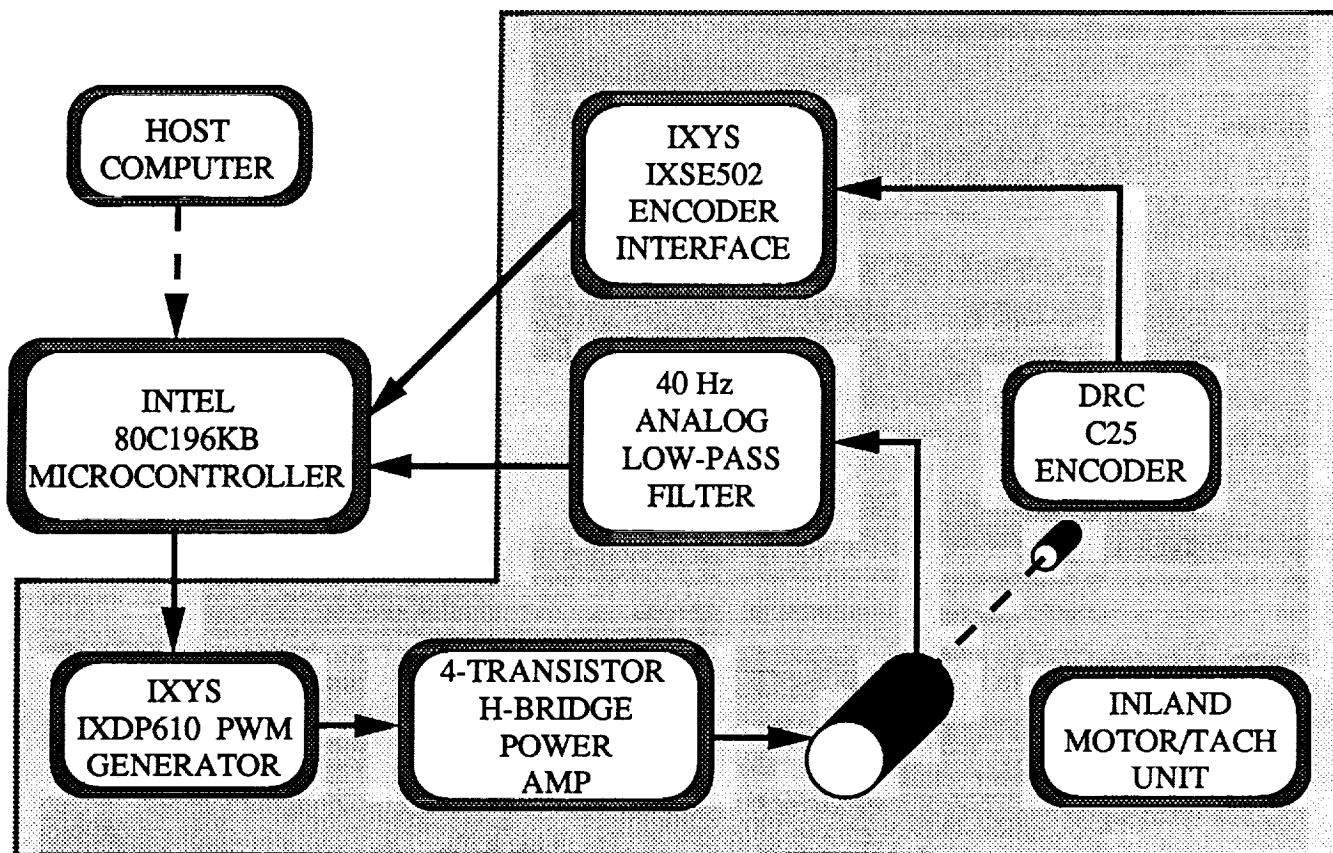 HOST
COMPUTER
IXYS
IXSE502
ENCODER
INTERFACE
INTEL
80C196KB
MICROCONTROLLER
40 Hz
ANALOG
LOW-PASS
FILTER
DRC
C25
ENCODER
IXYS
IXDP610 PWM
GENERATOR
4-TRANSISTOR
H-BRIDGE
POWER
AMP
INLAND
MOTOR/TACH
UNIT